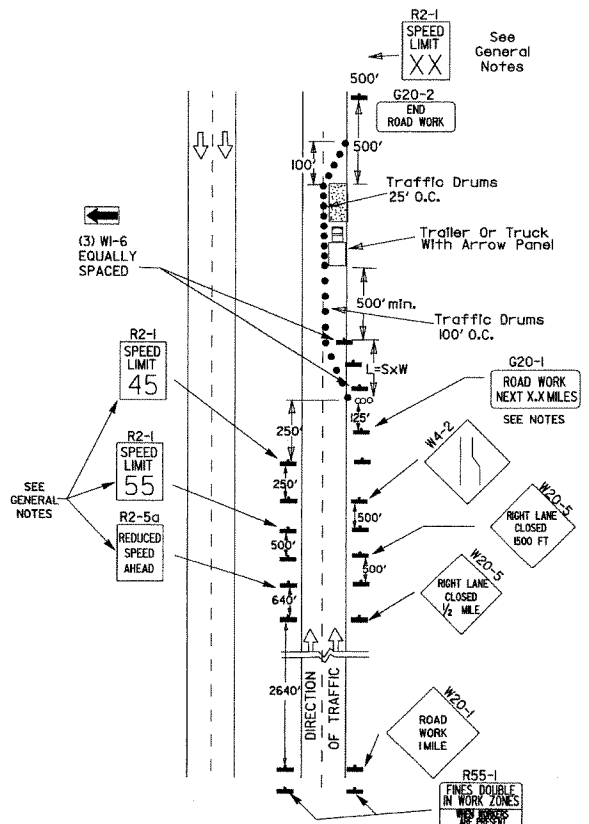 R2-1
SPEED
LIMIT
XX
See
General
Notes
500'
G20-2
END
ROAD WORK
500'
100'
Traffic Drums
25' O.C.
Trailer Or Truck
With Arrow Panel
(3) W1-6
EQUALLY
SPACED
500' min.
Traffic Drums
100' O.C.
R2-1
SPEED
LIMIT
45
L=SxW
G20-1
ROAD WORK
NEXT X.X MILES
SEE NOTES
125'
250'
W4-2
R2-1
SPEED
LIMIT
55
250'
SEE
GENERAL
NOTES
500'
W20-5
RIGHT LANE
CLOSED
1500 FT
R2-5a
REDUCED
SPEED
AHEAD
500'
500'
W20-5
RIGHT LANE
CLOSED
1/2 MILE
640'
2640'
DIRECTION
OF TRAFFIC
W20-1
ROAD
WORK
1 MILE
R55-1
FINES DOUBLE
IN WORK ZONES
WHEN WORKERS
ARE PRESENT